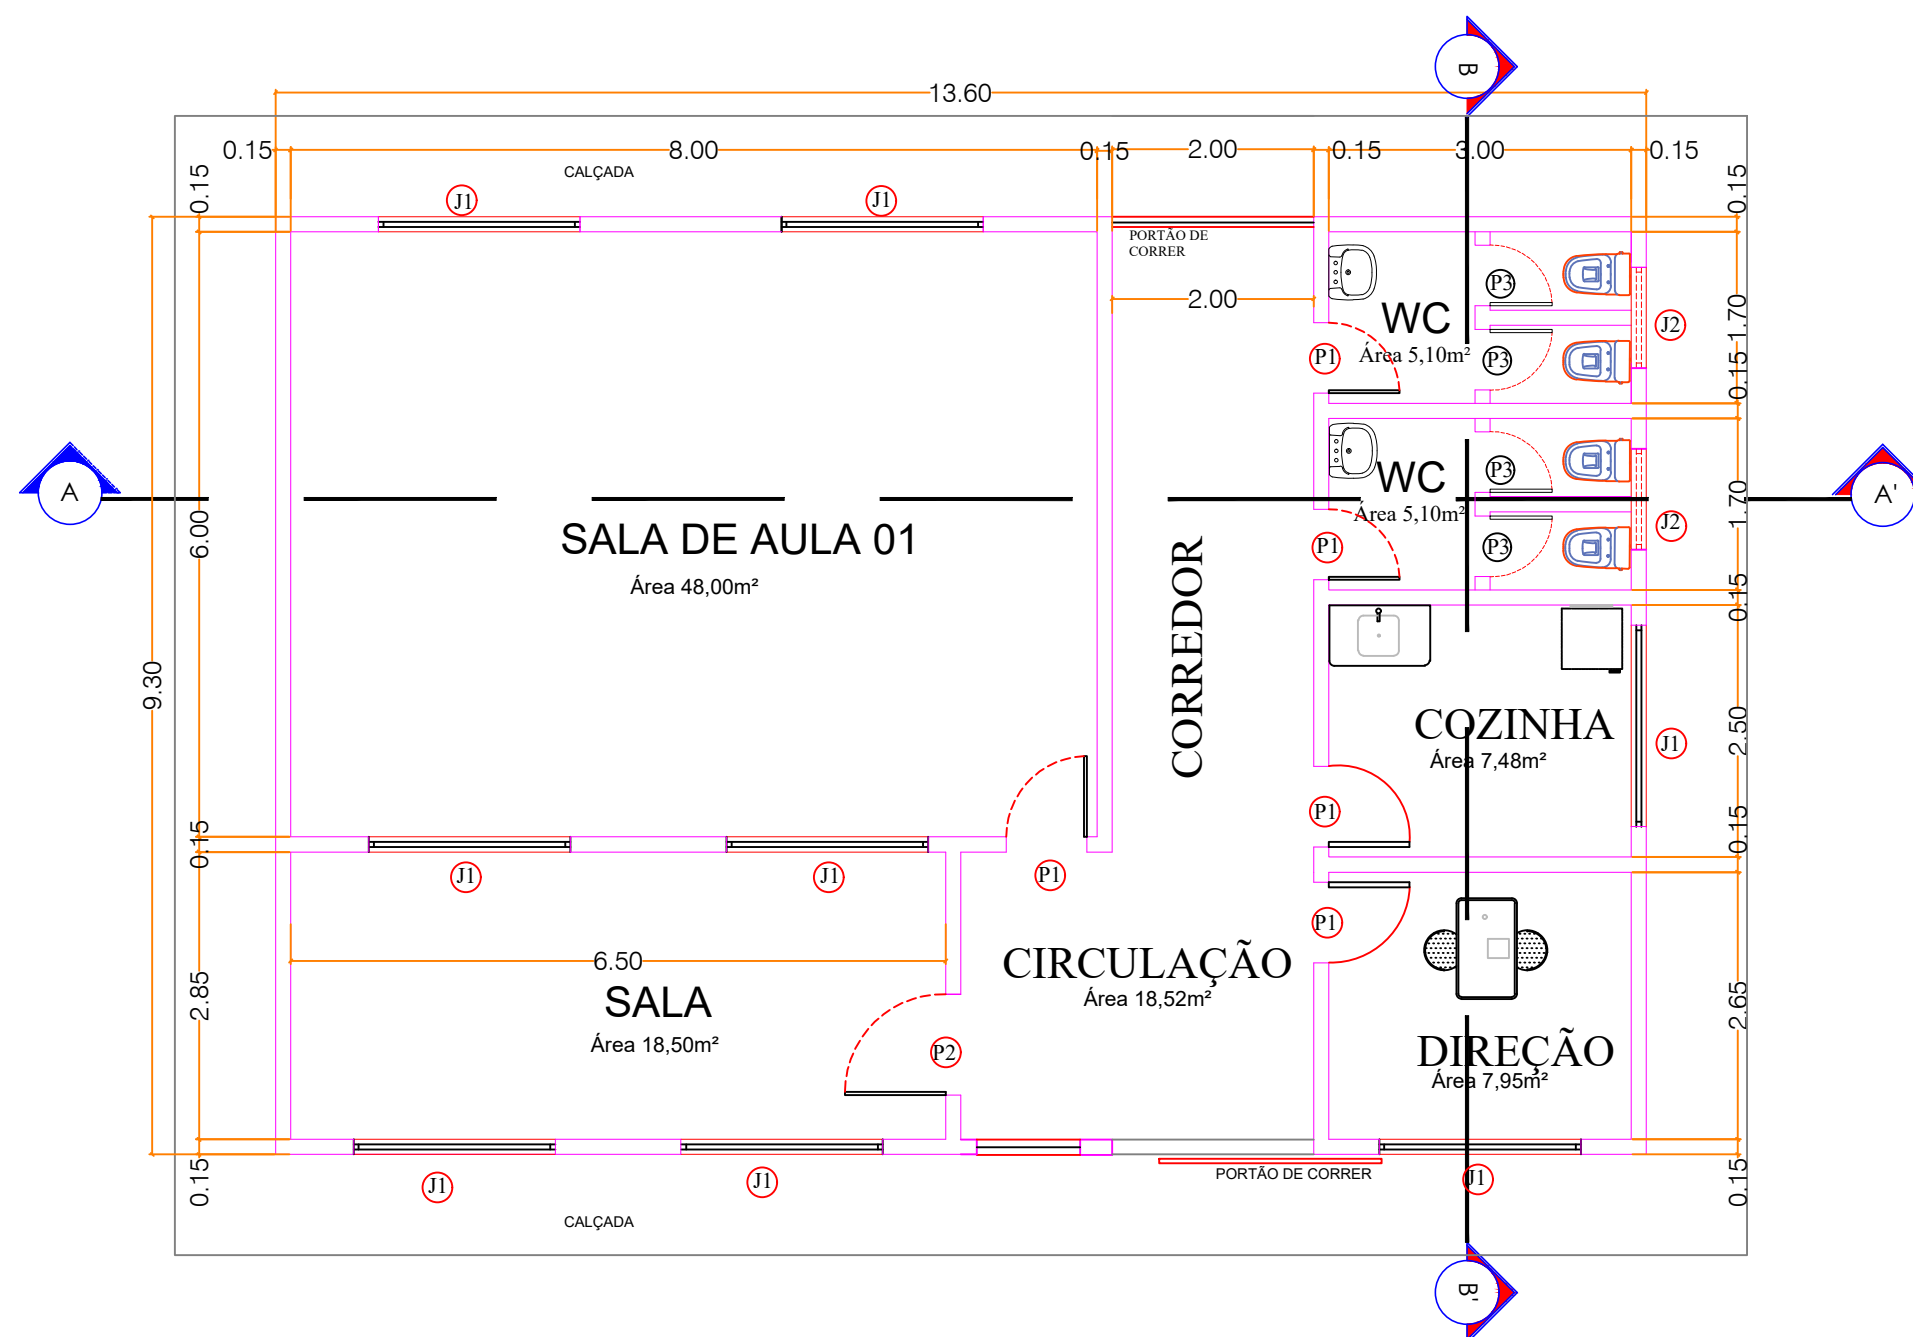 B
13.60
0.15
8.00
0.15
2.00
0.15
3.00
0.15
CALÇADA
0.15
0.15
J1
J1
PORTÃO DE
CORRER
P3
2.00
WC
Área 5,10m²
P1
P3
J2
1.70
0.15
WC
Área 5,10m²
P3
P1
P3
J2
1.70
A
A'
6.00
SALA DE AULA 01
Área 48,00m²
CORREDOR
0.15
9.30
COZINHA
Área 7,48m²
J1
2.50
P1
0.15
0.15
J1
J1
P1
P1
6.50
SALA
Área 18,50m²
2.85
CIRCULAÇÃO
Área 18,52m²
P2
DIREÇÃO
Área 7,95m²
2.65
0.15
J1
J1
PORTÃO DE CORRER
J1
0.15
CALÇADA
B'